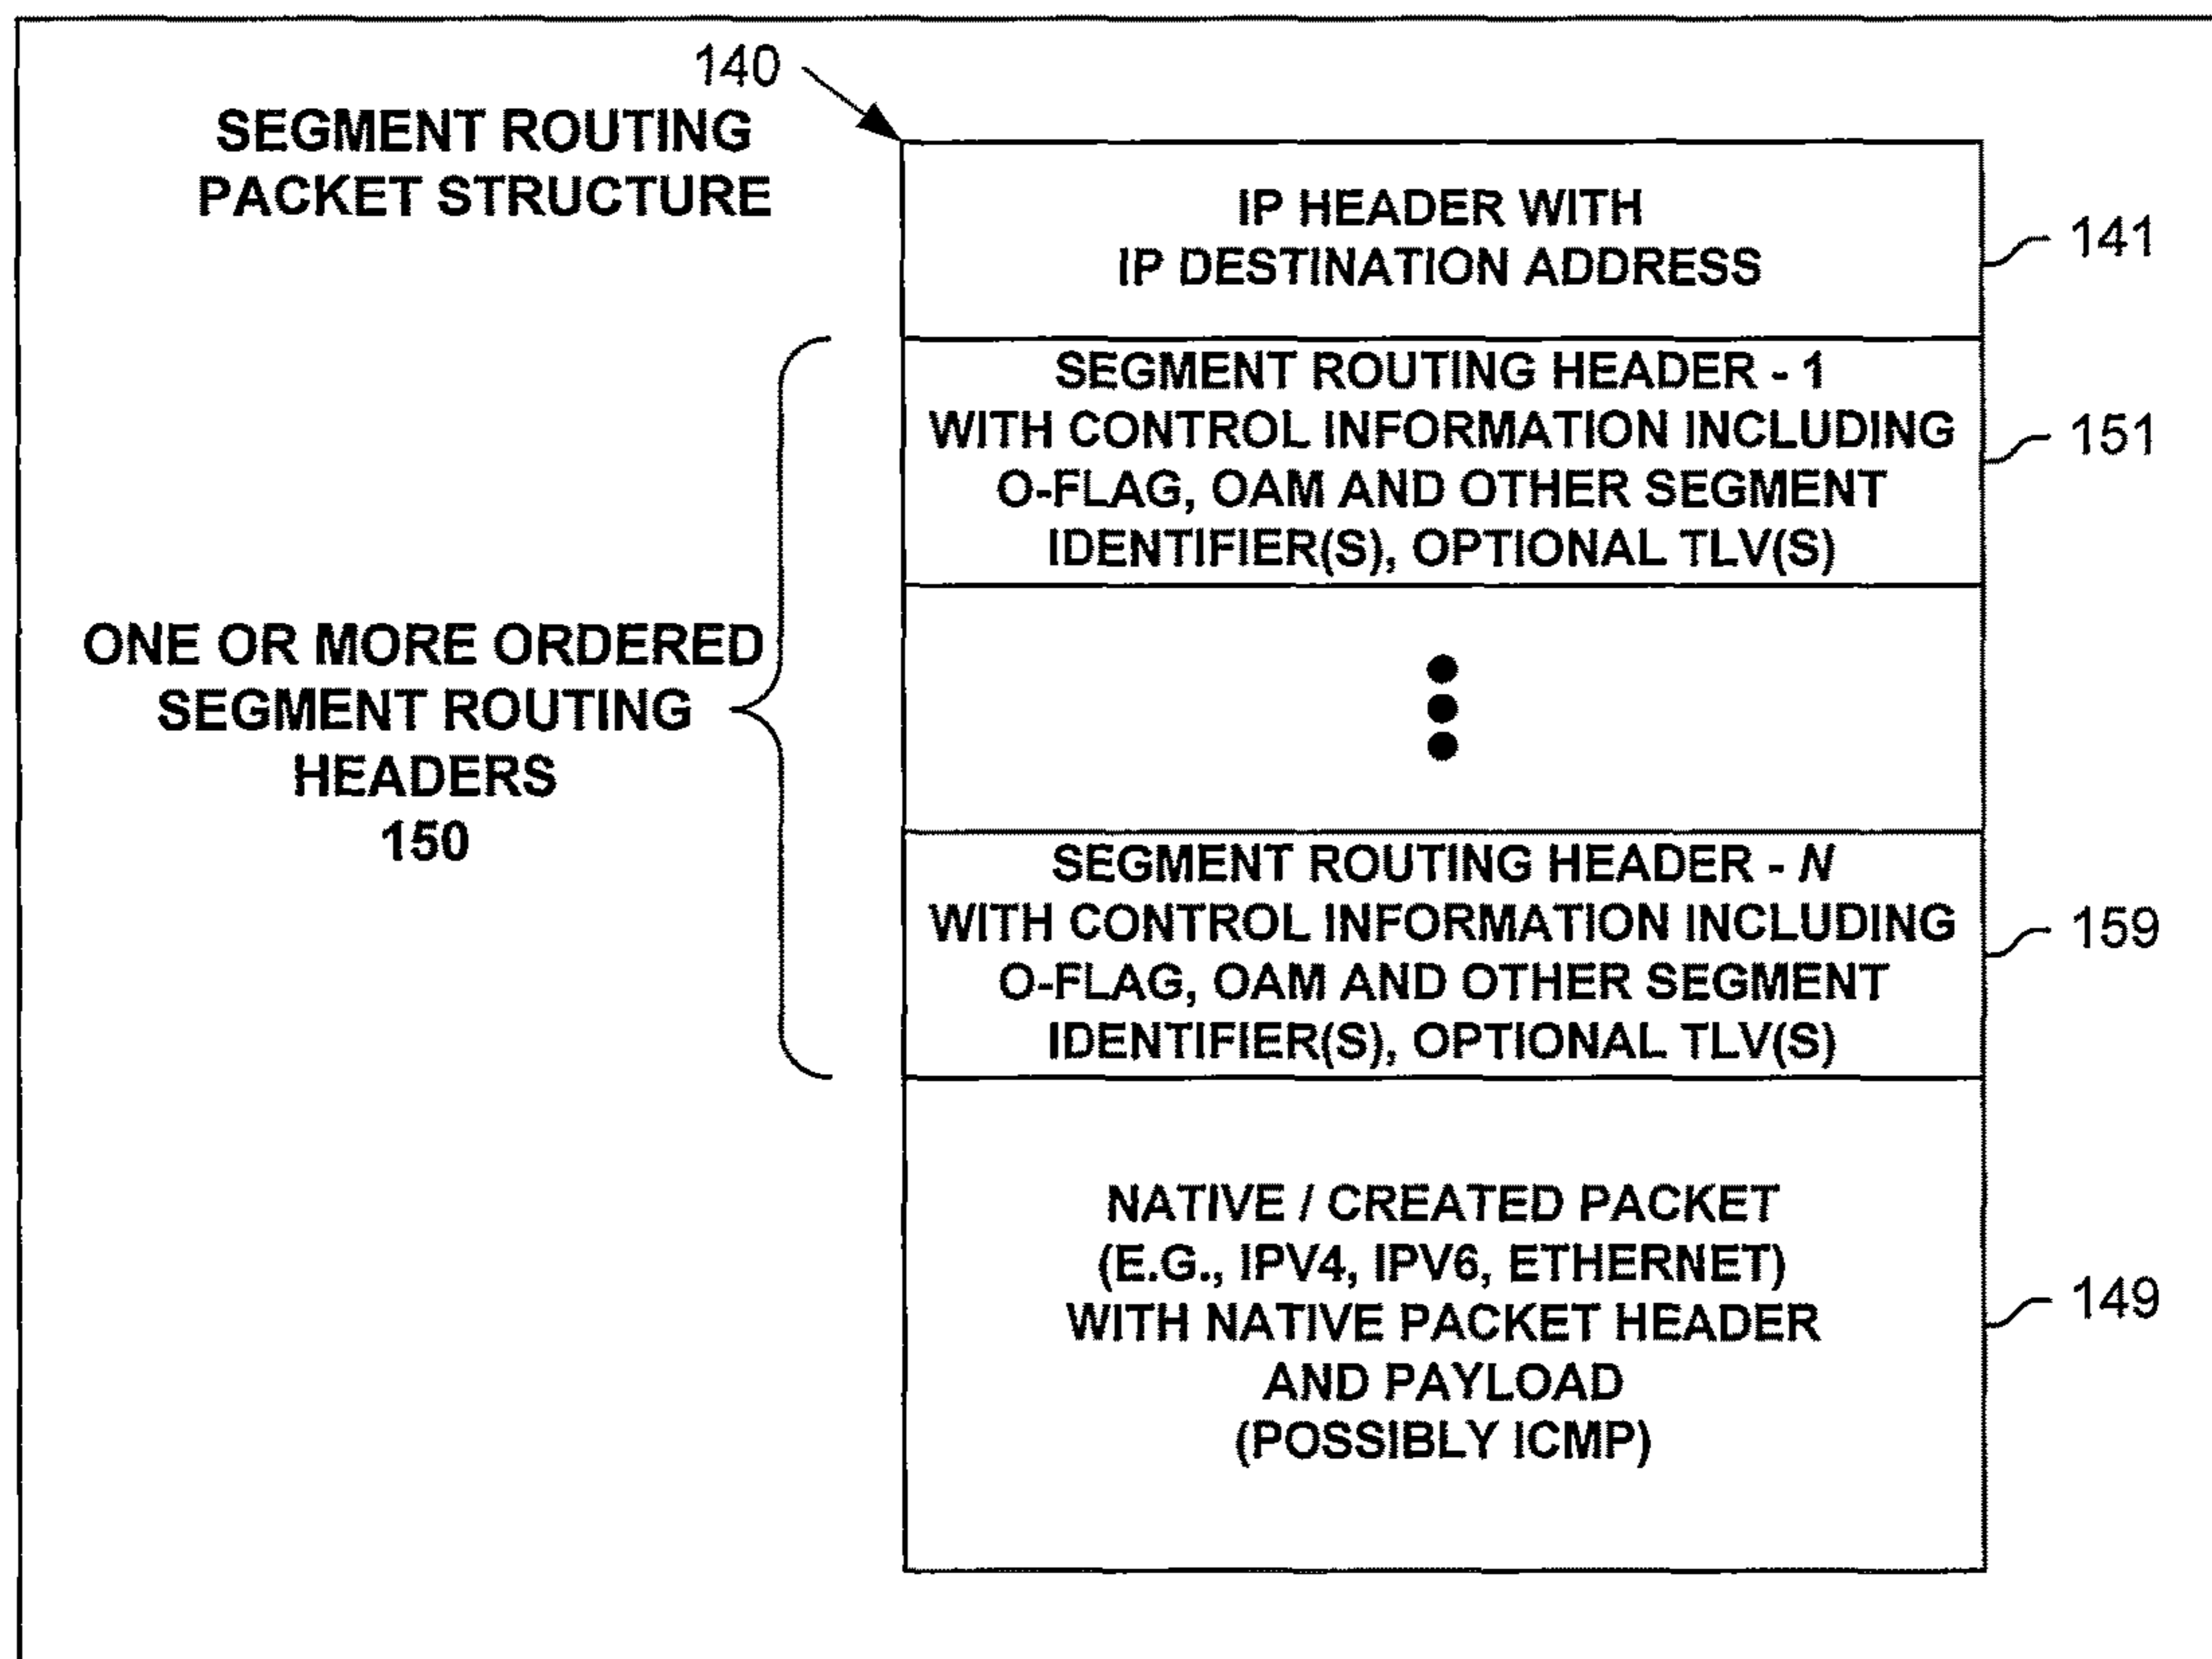 140
SEGMENT ROUTING
PACKET STRUCTURE
IP HEADER WITH
IP DESTINATION ADDRESS
141
SEGMENT ROUTING HEADER - 1
WITH CONTROL INFORMATION INCLUDING
O-FLAG, OAM AND OTHER SEGMENT
IDENTIFIER(S), OPTIONAL TLV(S)
151
ONE OR MORE ORDERED
SEGMENT ROUTING
HEADERS
150
SEGMENT ROUTING HEADER - N
WITH CONTROL INFORMATION INCLUDING
O-FLAG, OAM AND OTHER SEGMENT
IDENTIFIER(S), OPTIONAL TLV(S)
159
NATIVE / CREATED PACKET
(E.G., IPV4, IPV6, ETHERNET)
WITH NATIVE PACKET HEADER
AND PAYLOAD
(POSSIBLY ICMP)
149